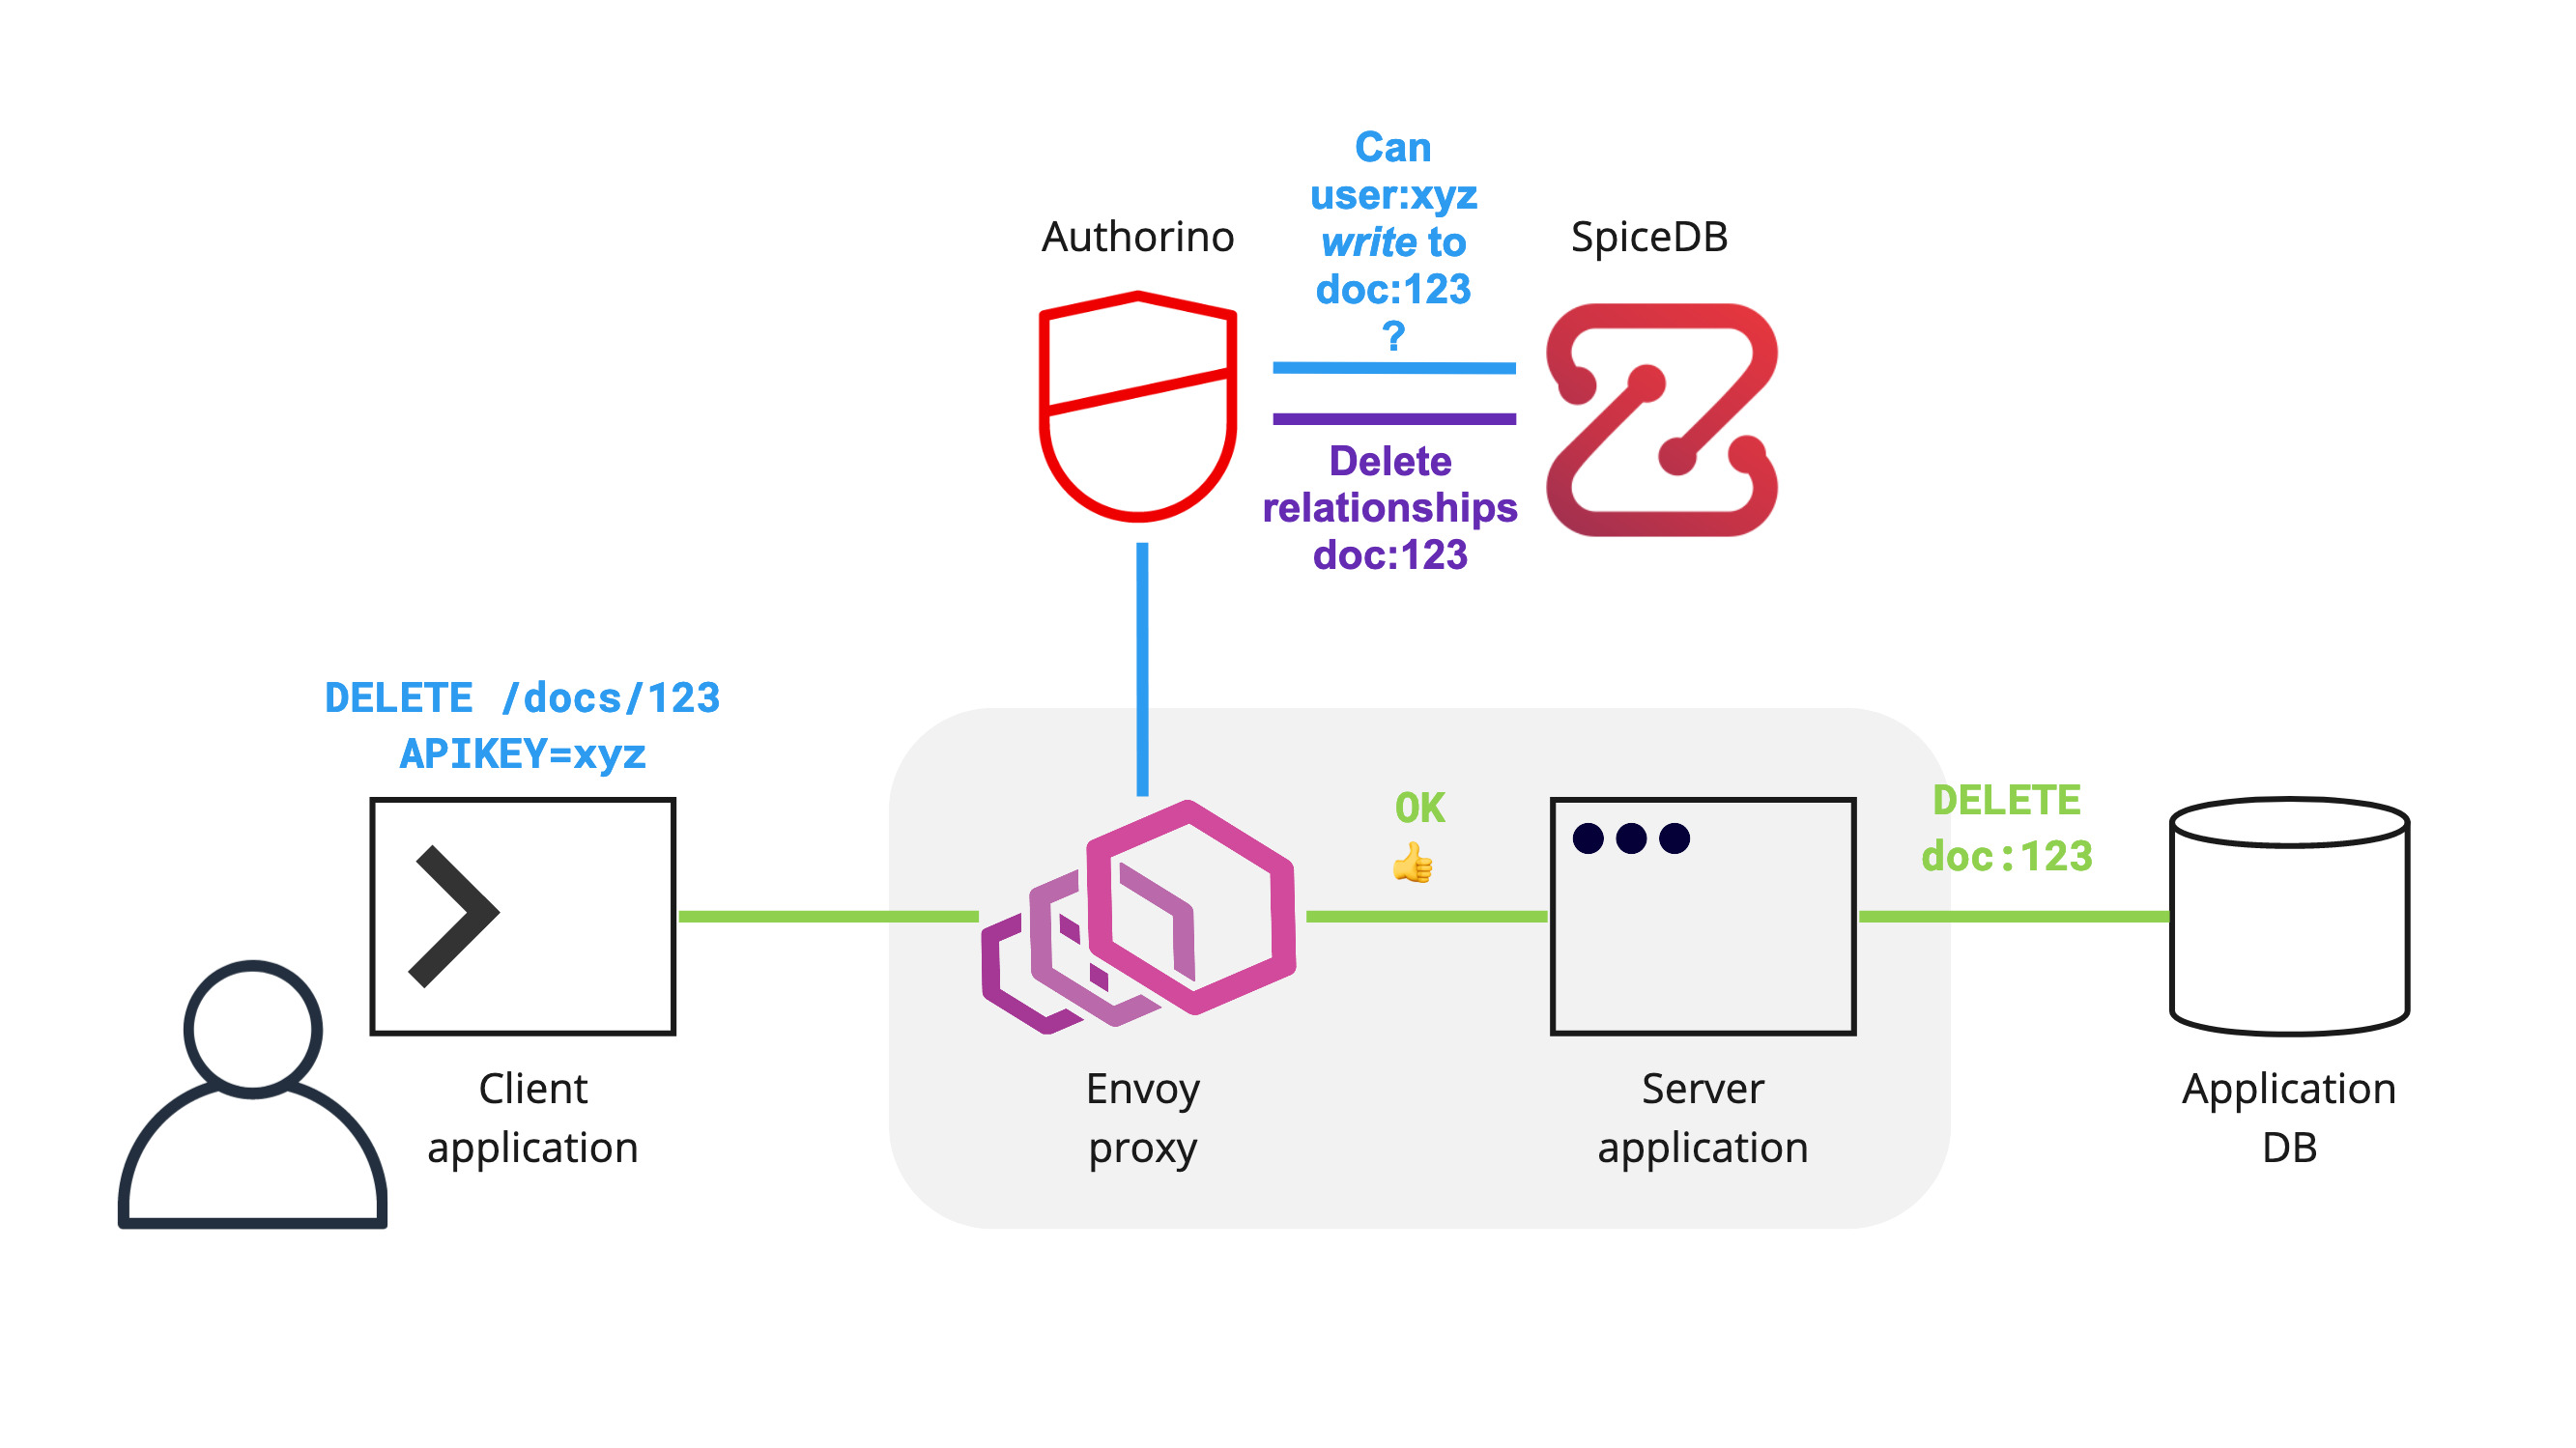 Can
user:xyz
write to
doc:123
?
Authorino
SpiceDB
Delete
relationships
doc:123
DELETE /docs/123
APIKEY=xyz
OK
DELETE
doc:123
Client
application
Envoy
proxy
Server
application
Application
DB